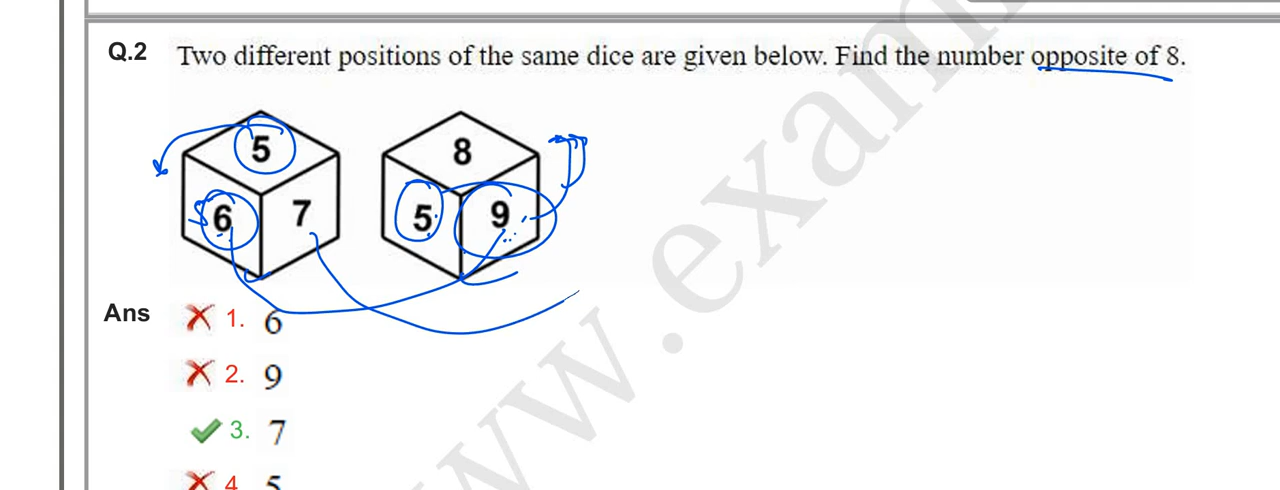 Q.2 Two different positions of the same dice are given below. Find the number opposite of 8.
5 8
6 7 5 9
Ans 1. 6
2. 9
3. 7
4. 5
www.exam